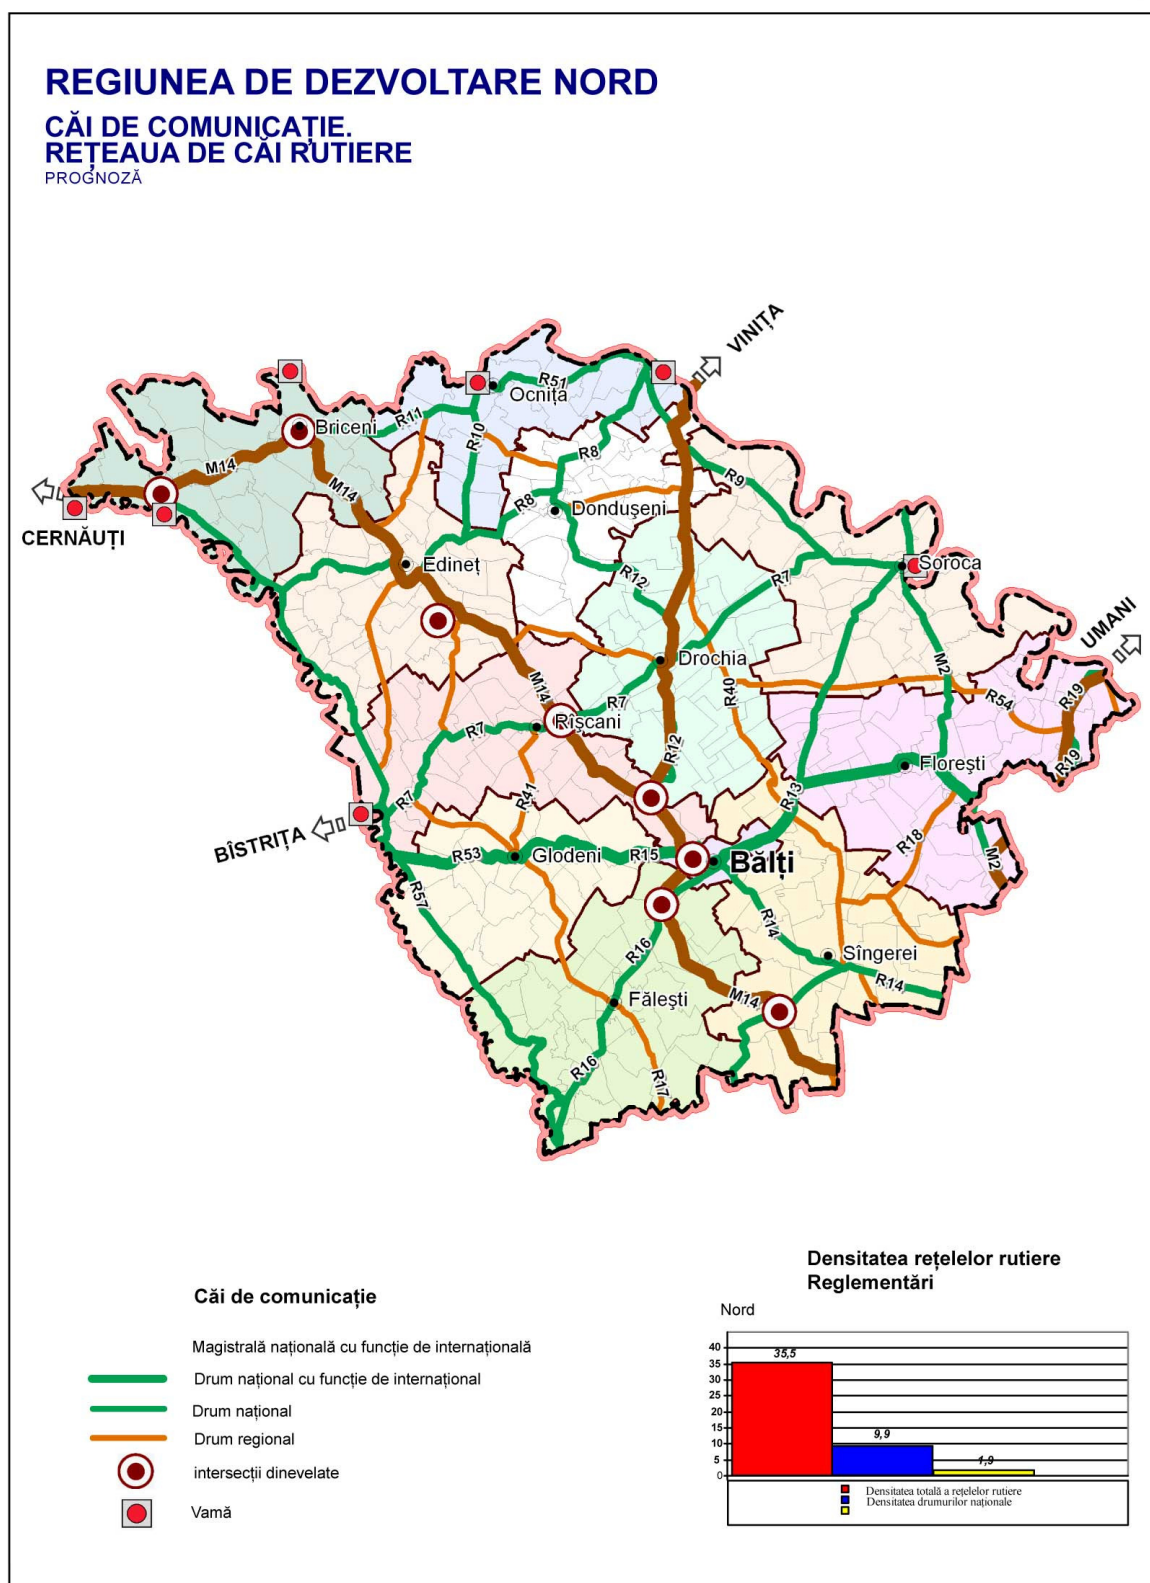 REGIUNEA DE DEZVOLTARE NORD
CĂI DE COMUNICAȚIE.
REȚEAUA DE CĂI RUTIERE
PROGNOZĂ
VINIȚA
R51
Ocnița
R11
Briceni
R10
M14
R8
M14
R9
R8
Dondușeni
CERNĂUȚI
Edineț
Soroca
R12
R7
UMANI
M2
Drochia
M14
R40
R19
R54
R7
Rîșcani
R7
R12
Florești
R19
R7
R41
R13
BÎSTRIȚA
R18
R53
Glodeni
R15
Bălți
M2
R57
R14
R16
Sîngerei
R14
M14
Fălești
R16
R17
Căi de comunicație
Magistrală națională cu funcție de internațională
Drum național cu funcție de internațional
Drum național
Drum regional
intersecții dinevelate
Vamă
Densitatea rețelelor rutiere
Reglementări
Nord
40
35
30
25
20
15
10
5
0
35,5
9,9
1,9
Densitatea totală a rețelelor rutiere
Densitatea drumurilor naționale